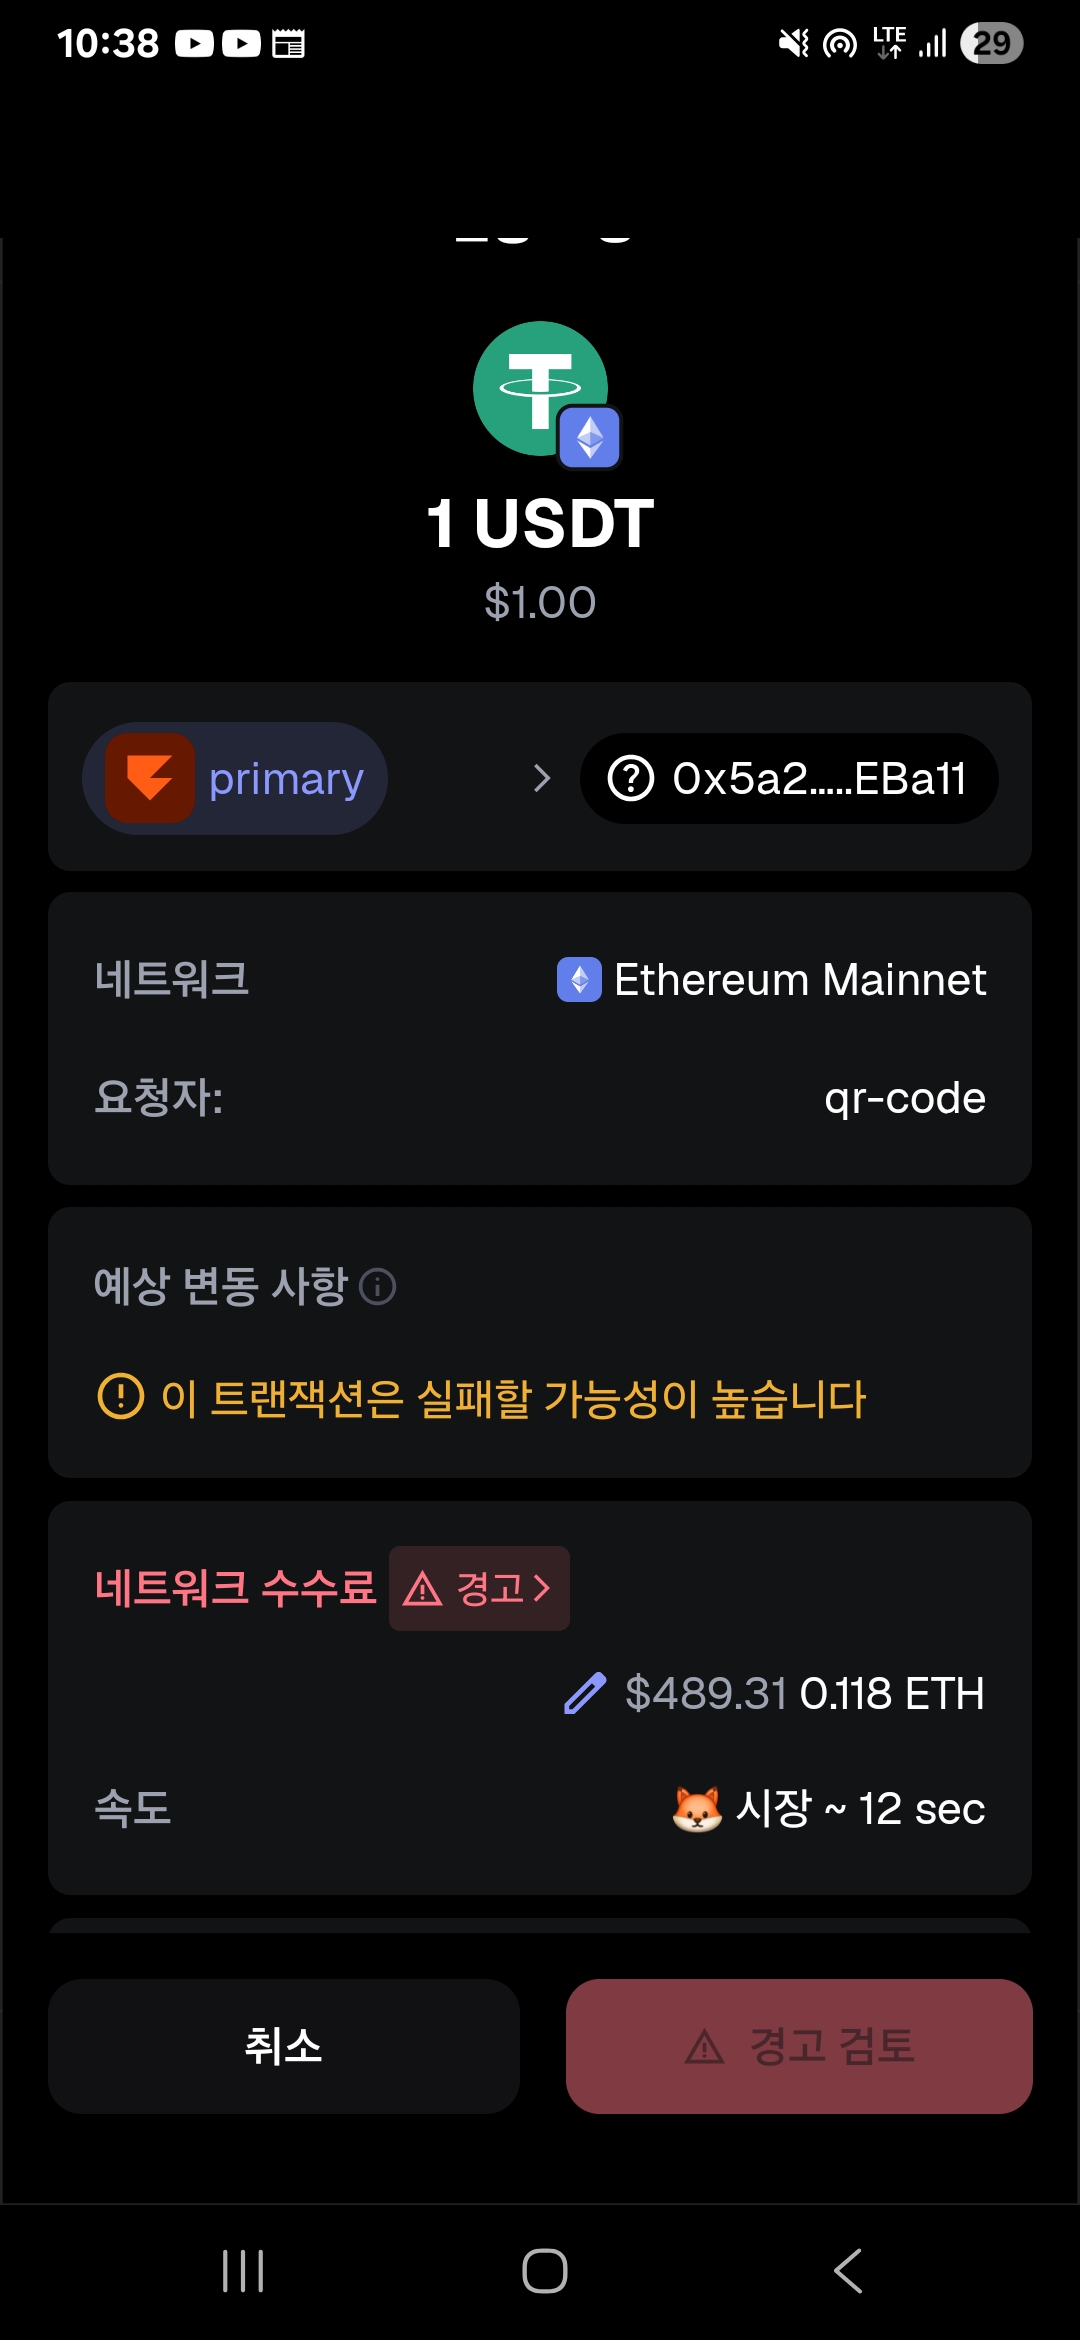 10:38
LTE
29
1 USDT
$1.00
primary
0x5a2.....EBa11
네트워크
Ethereum Mainnet
요청자:
qr-code
예상 변동 사항
이 트랜잭션은 실패할 가능성이 높습니다
네트워크 수수료 경고
$489.31 0.118 ETH
속도
시장 ~ 12 sec
취소
경고 검토